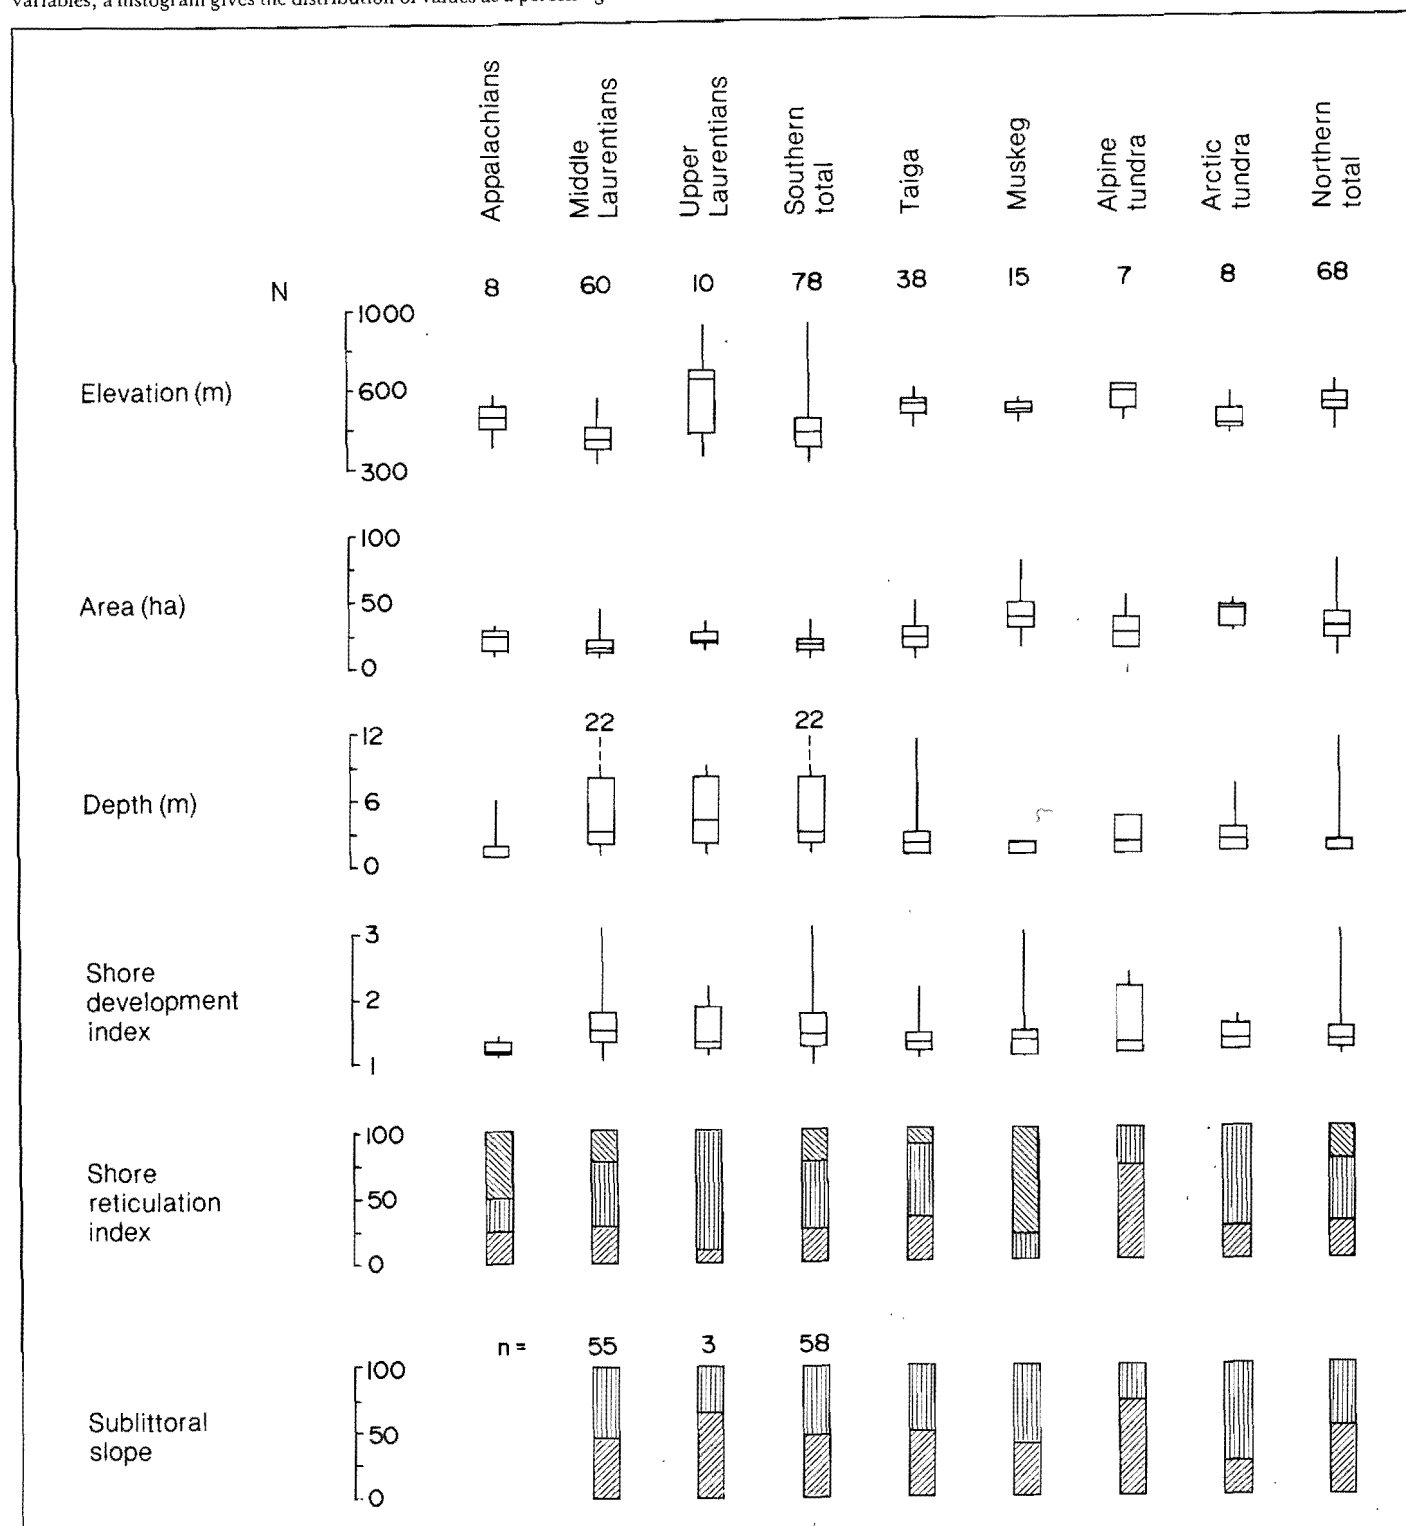 variables, a histogram gives the distribution of values as a
Appalachians
Middle
Laurentians
Upper
Laurentians
Southern
total
Taiga
Muskeg
Alpine
tundra
Arctic
tundra
Northern
total
N 8 60 10 78 38 15 7 8 68
Elevation (m)
1000
600
300
Area (ha)
100
50
0
22 22
Depth (m)
12
6
0
Shore
development
index
3
2
1
Shore
reticulation
index
100
50
0
n = 55 3 58
Sublittoral
slope
100
50
0